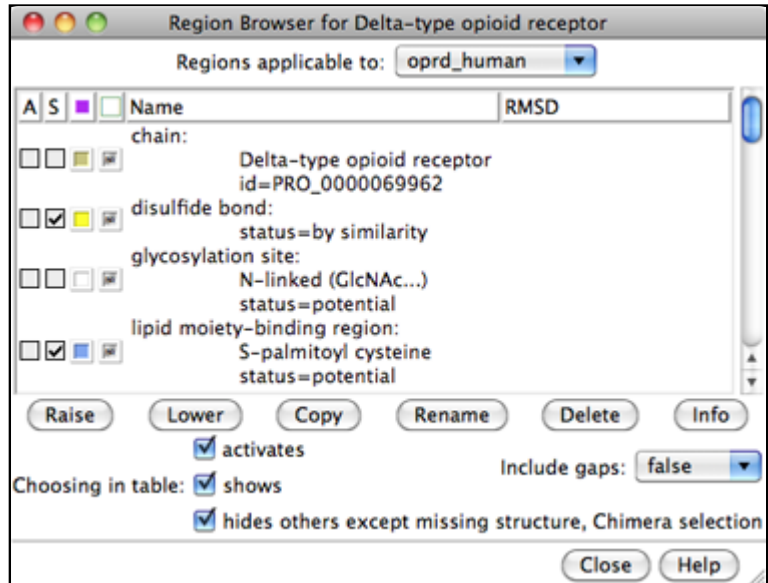 Region Browser for Delta-type opioid receptor
Regions applicable to: oprd_human
A S Name RMSD
chain:
Delta-type opioid receptor
id=PRO_0000069962
disulfide bond:
status=by similarity
glycosylation site:
N-linked (GlcNAc...)
status=potential
lipid moiety-binding region:
S-palmitoyl cysteine
status=potential
Raise Lower Copy Rename Delete Info
activates
Include gaps: false
Choosing in table: shows
hides others except missing structure, Chimera selection
Close Help